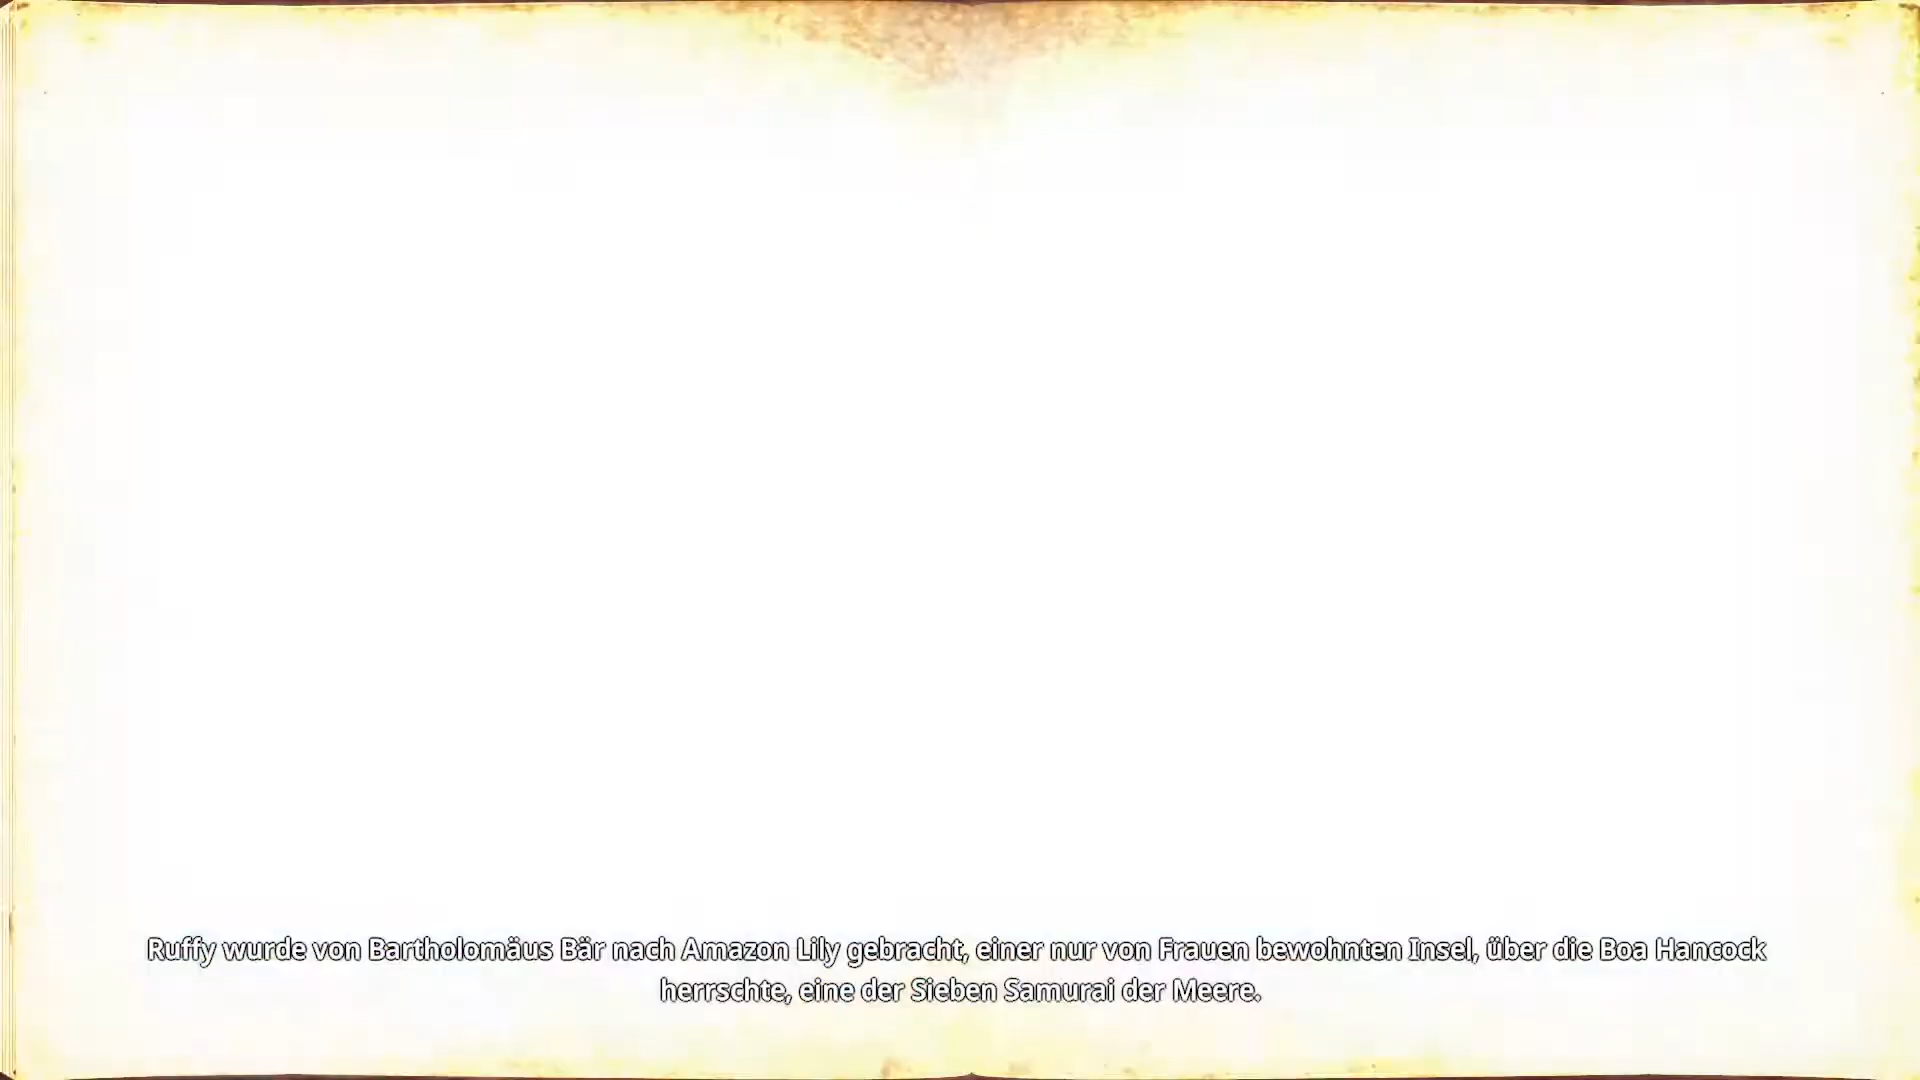 Ruffy wurde von Bartholomäus Bär nach Amazon Lily gebracht, einer nur von Frauen bewohnten Insel, über die Boa Hancock
herrschte, eine der Sieben Samurai der Meere.